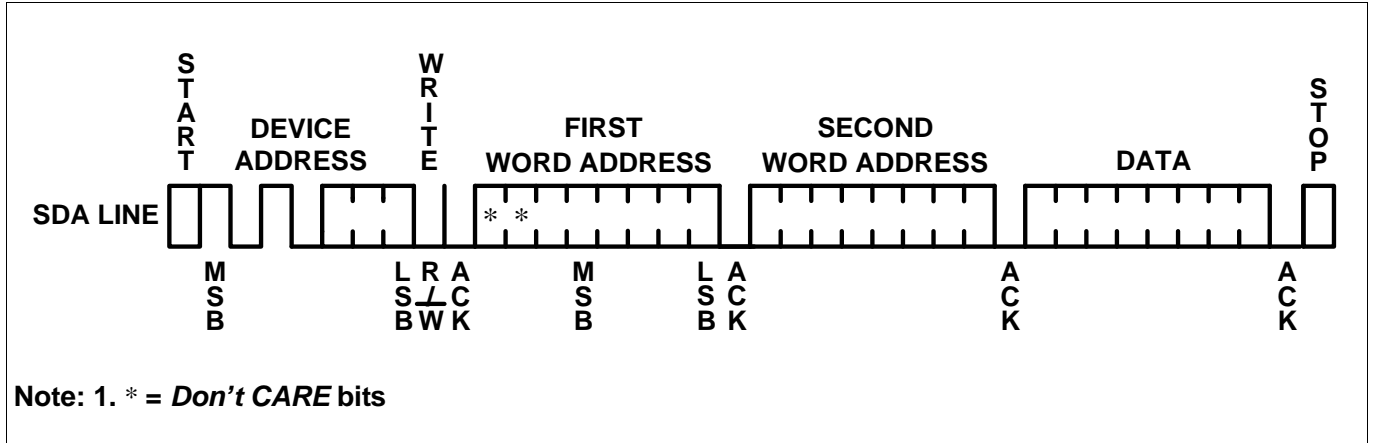 START
WRITE
STOP
DEVICE ADDRESS
FIRST WORD ADDRESS
SECOND WORD ADDRESS
DATA
SDA LINE
* *
MSB
LSB
R/W
ACK
MSB
LSB
ACK
ACK
ACK
Note: 1. * = Don't CARE bits